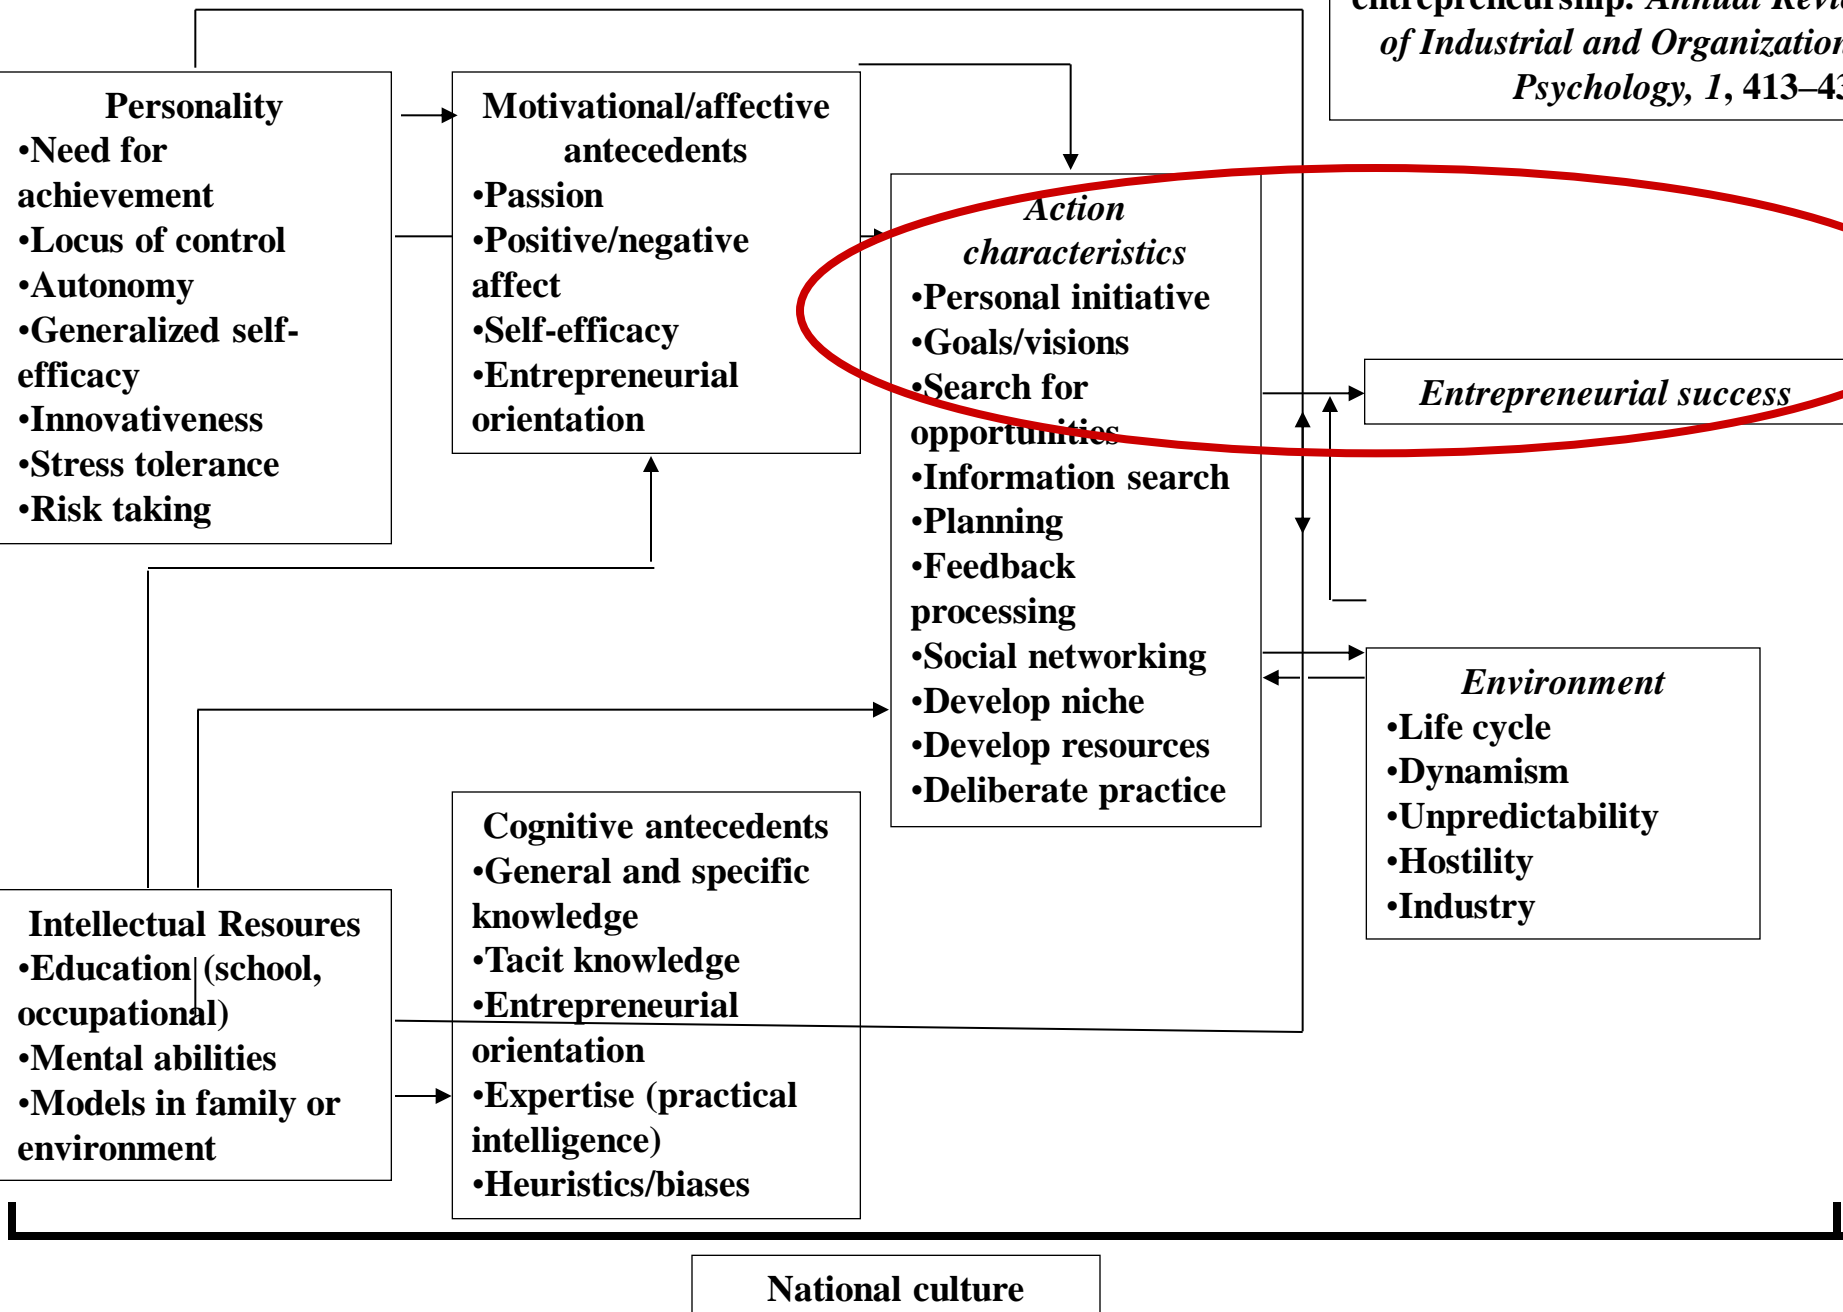 of Industrial and Organization
Psychology, 1, 413–43
Personality
•Need for
achievement
•Locus of control
•Autonomy
•Generalized self-
efficacy
•Innovativeness
•Stress tolerance
•Risk taking
Motivational/affective
antecedents
•Passion
•Positive/negative
affect
•Self-efficacy
•Entrepreneurial
orientation
Action
characteristics
•Personal initiative
•Goals/visions
•Search for
opportunities
•Information search
•Planning
•Feedback
processing
•Social networking
•Develop niche
•Develop resources
•Deliberate practice
Entrepreneurial success
Environment
•Life cycle
•Dynamism
•Unpredictability
•Hostility
•Industry
Cognitive antecedents
•General and specific
knowledge
•Tacit knowledge
•Entrepreneurial
orientation
•Expertise (practical
intelligence)
•Heuristics/biases
Intellectual Resoures
•Education (school,
occupational)
•Mental abilities
•Models in family or
environment
National culture